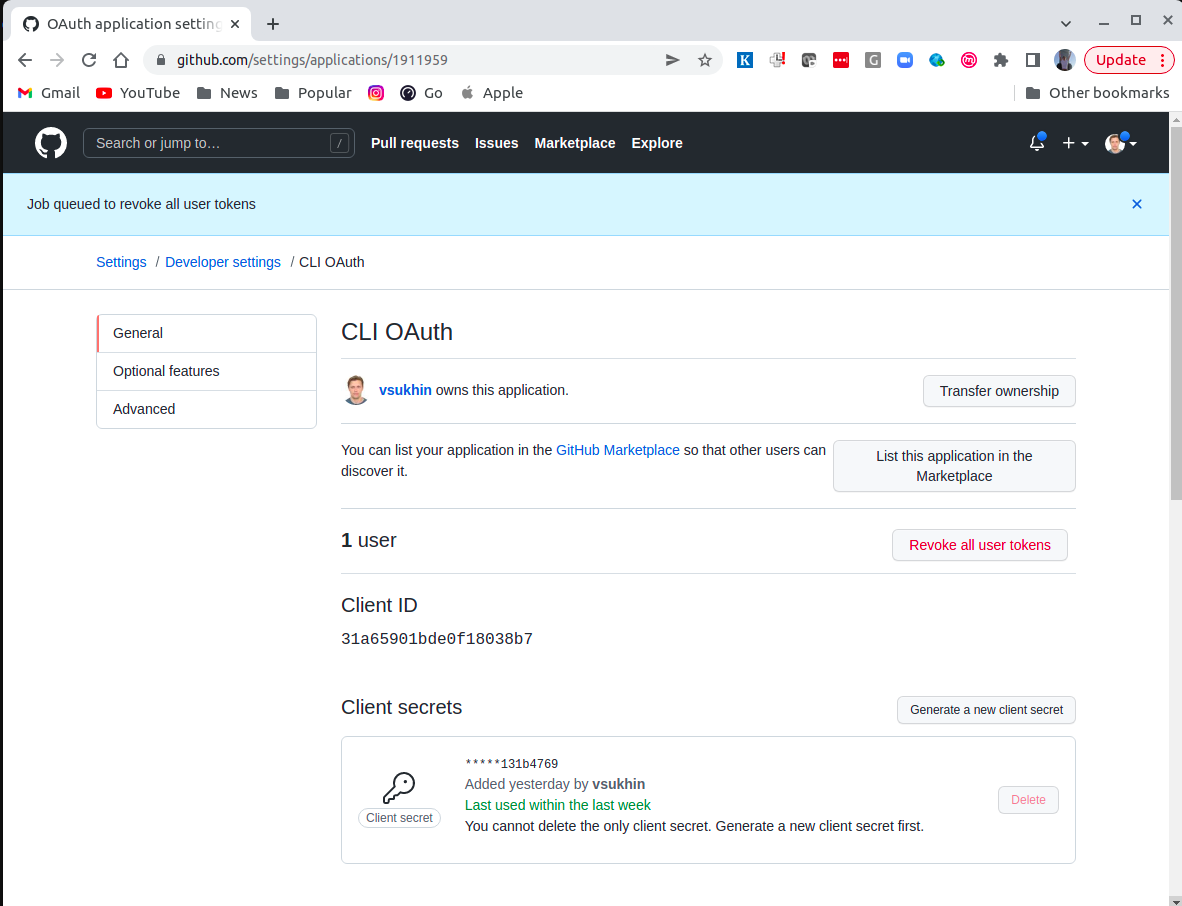 OAuth application setting
github.com/settings/applications/1911959
K
G
m
Update
Gmail
YouTube
News
Popular
Go
Apple
Other bookmarks
Search or jump to…
/
Pull requests
Issues
Marketplace
Explore
Job queued to revoke all user tokens
Settings / Developer settings / CLI OAuth
General
Optional features
Advanced
CLI OAuth
vsukhin owns this application.
Transfer ownership
You can list your application in the GitHub Marketplace so that other users can
discover it.
List this application in the
Marketplace
1 user
Revoke all user tokens
Client ID
31a65901bde0f18038b7
Client secrets
Generate a new client secret
*****131b4769
Added yesterday by vsukhin
Last used within the last week
You cannot delete the only client secret. Generate a new client secret first.
Client secret
Delete